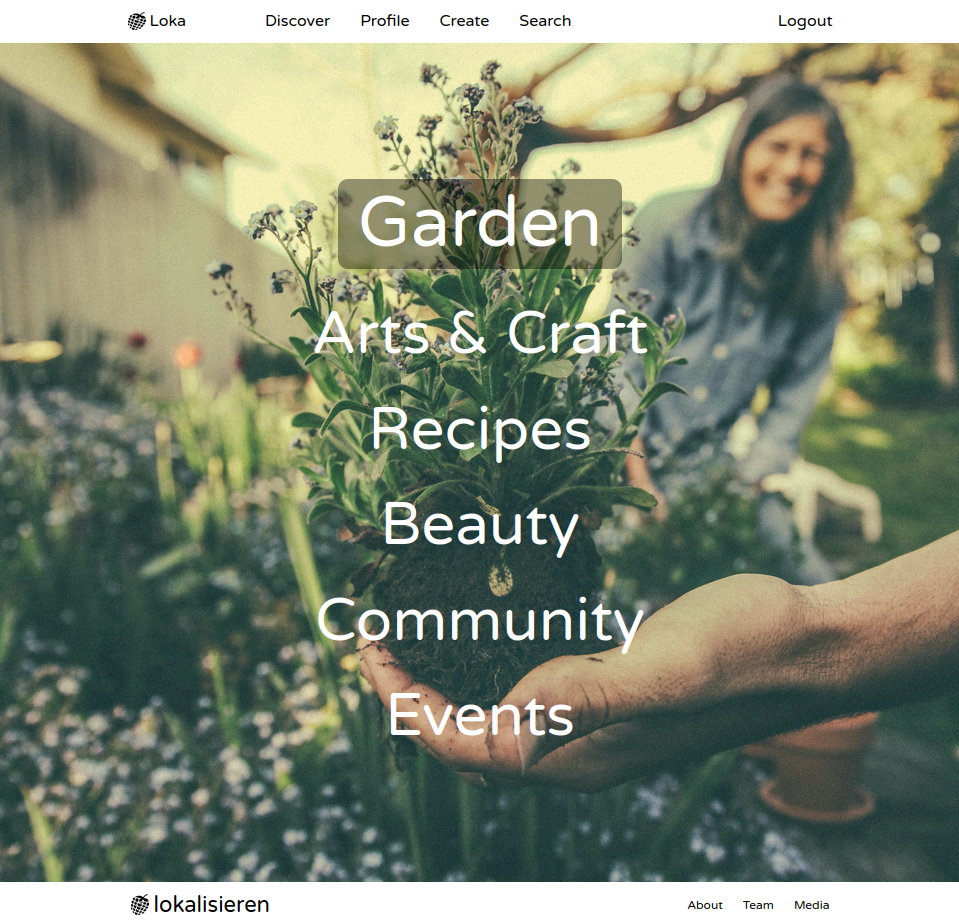 Loka Discover Profile Create Search Logout
Garden
Arts & Craft
Recipes
Beauty
Community
Events
lokalisieren About Team Media